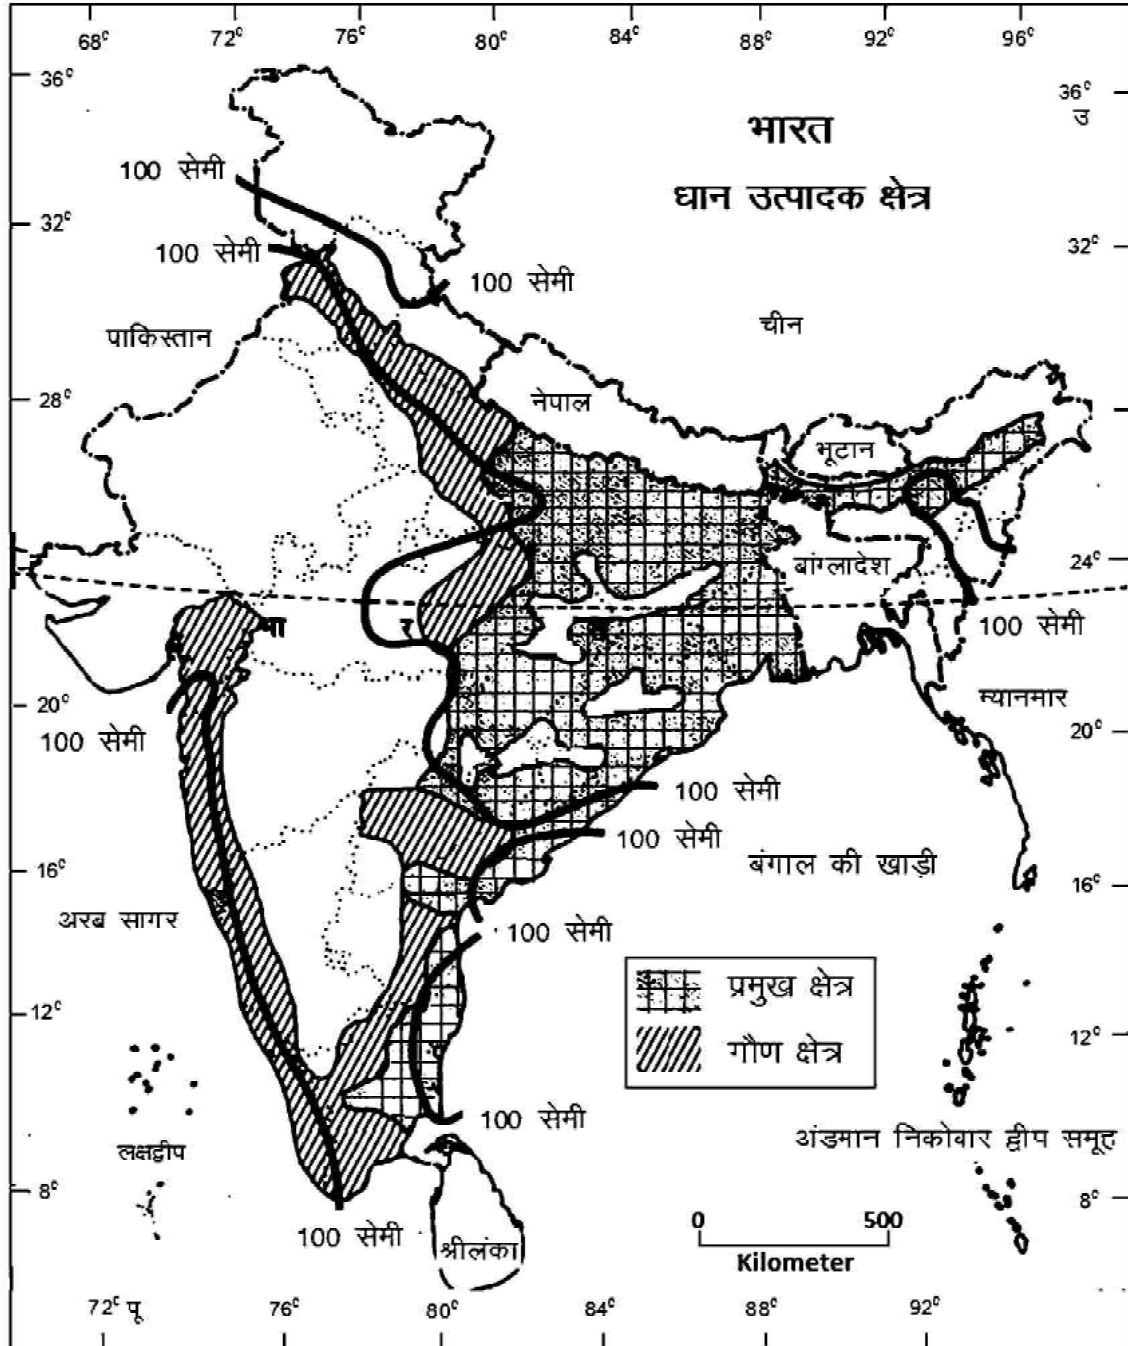 68° 72° 76° 80° 84° 88° 92° 96°
36°
36°
उ
भारत
धान उत्पादक क्षेत्र
100 सेमी
32°
32°
100 सेमी
100 सेमी
पाकिस्तान
चीन
28°
नेपाल
भूटान
24°
बांग्लादेश
भा
र
100 सेमी
म्यानमार
20°
20°
100 सेमी
100 सेमी
100 सेमी
बंगाल की खाड़ी
16°
16°
अरब सागर
100 सेमी
प्रमुख क्षेत्र
गौण क्षेत्र
12°
12°
100 सेमी
अंडमान निकोबार द्वीप समूह
लक्षद्वीप
8°
8°
100 सेमी
श्रीलंका
0 500
Kilometer
72° पू 76° 80° 84° 88° 92°